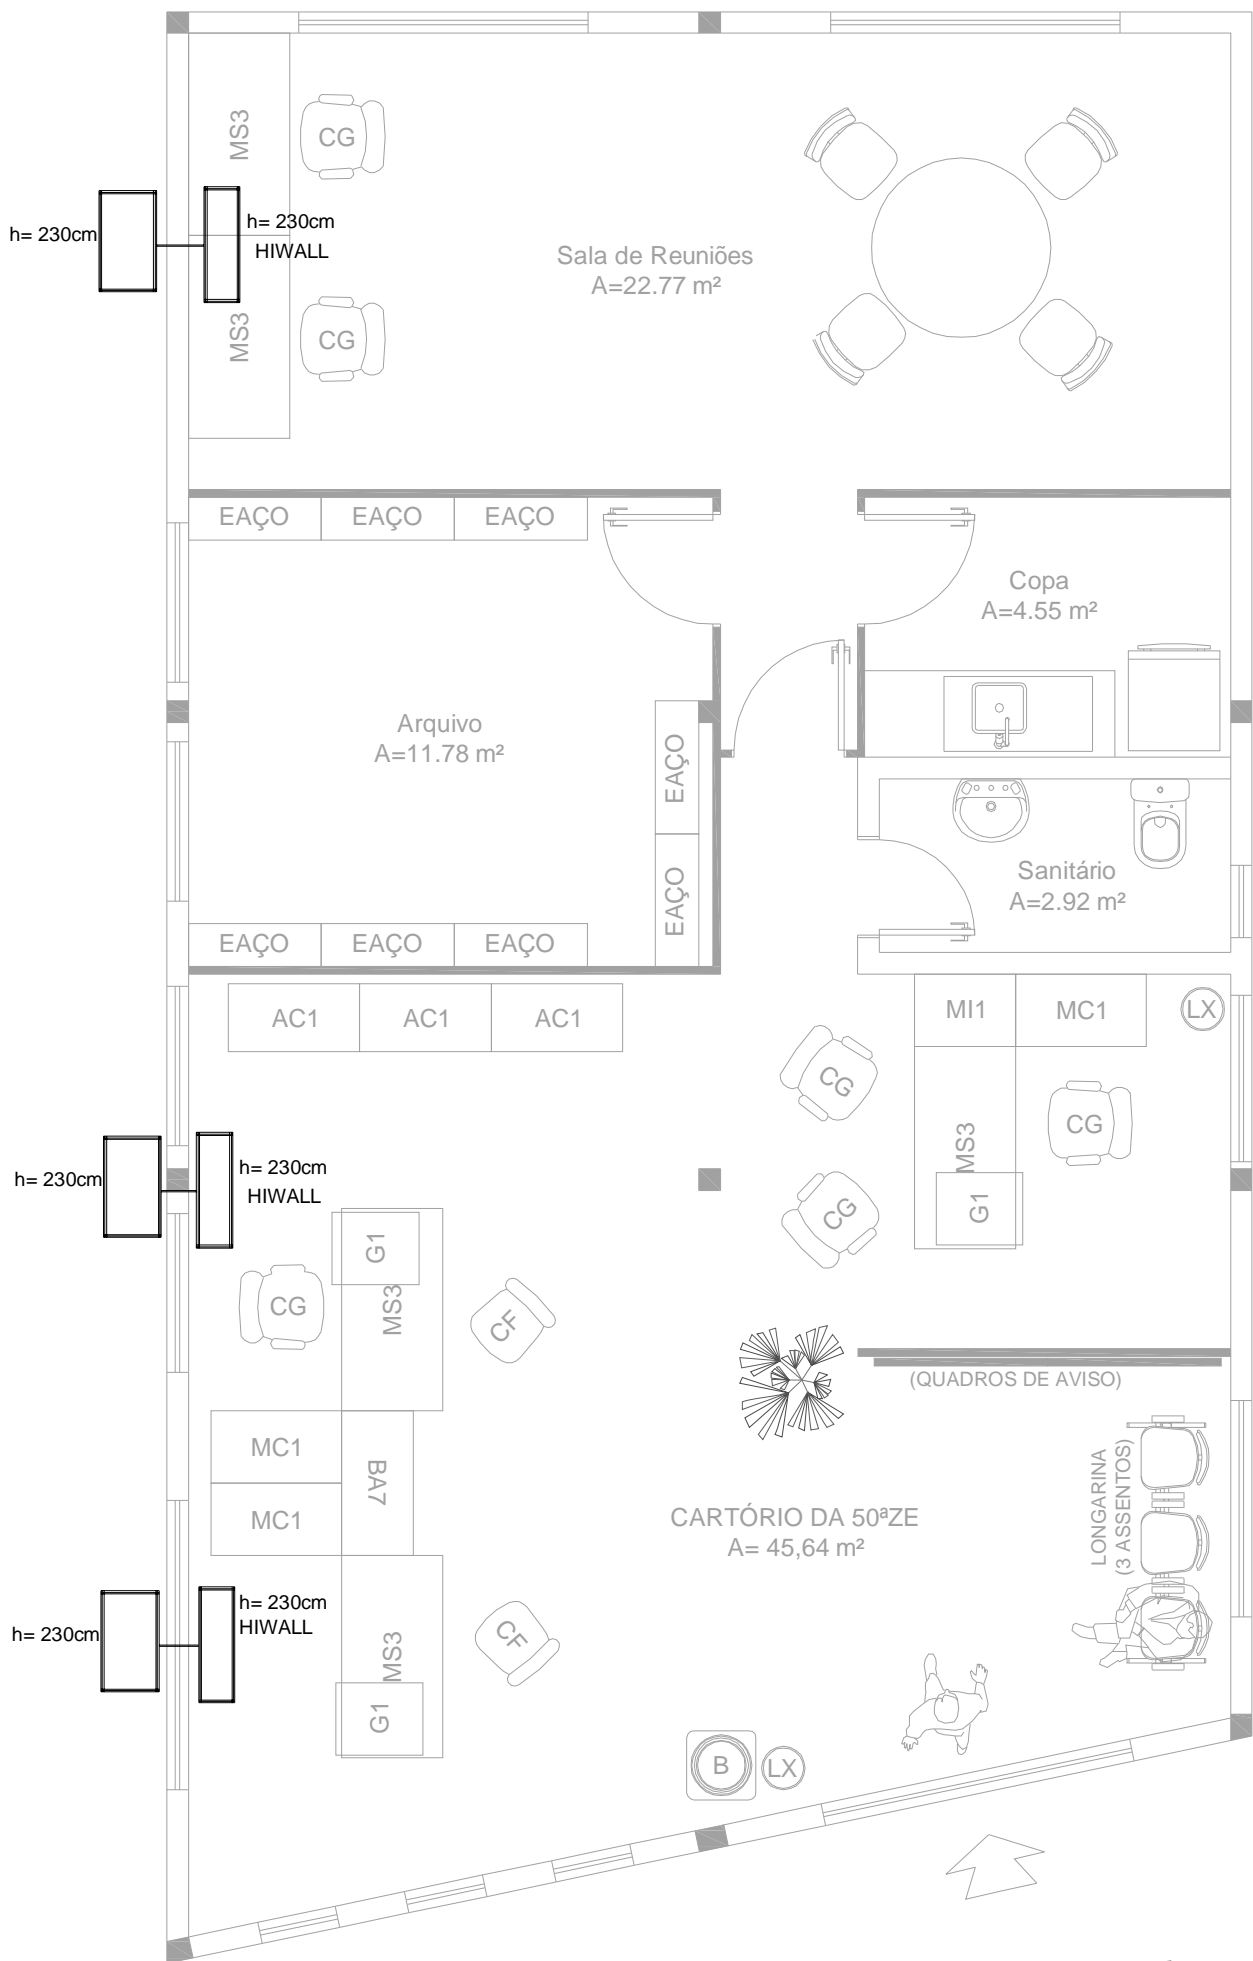 MS3
CG
h= 230cm
h= 230cm
HIWALL
Sala de Reuniões
A=22.77 m²
MS3
CG
EAÇO
EAÇO
EAÇO
Copa
A=4.55 m²
Arquivo
A=11.78 m²
EAÇO
EAÇO
Sanitário
A=2.92 m²
EAÇO
EAÇO
EAÇO
AC1
AC1
AC1
MI1
MC1
LX
CG
CG
MS3
G1
CG
h= 230cm
h= 230cm
HIWALL
G1
MS3
CG
CF
(QUADROS DE AVISO)
MC1
MC1
BA7
LONGARINA
(3 ASSENTOS)
CARTÓRIO DA 50ªZE
A= 45,64 m²
h= 230cm
h= 230cm
HIWALL
MS3
G1
CF
B
LX